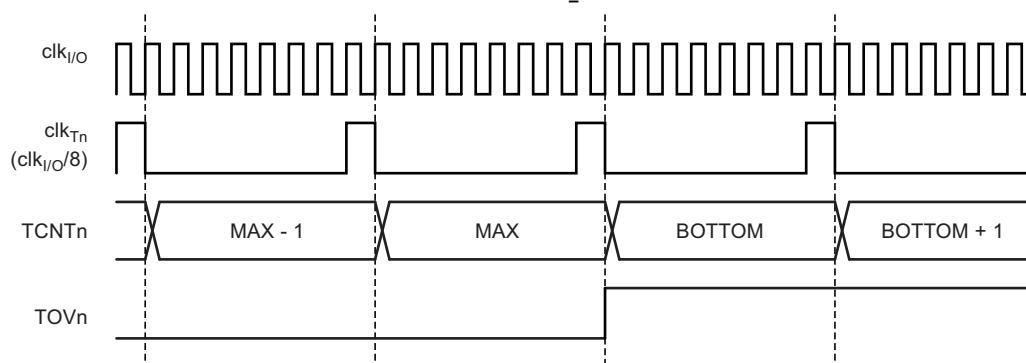 clkI/O
clkTn
(clkI/O/8)
TCNTn MAX - 1 MAX BOTTOM BOTTOM + 1
TOVn